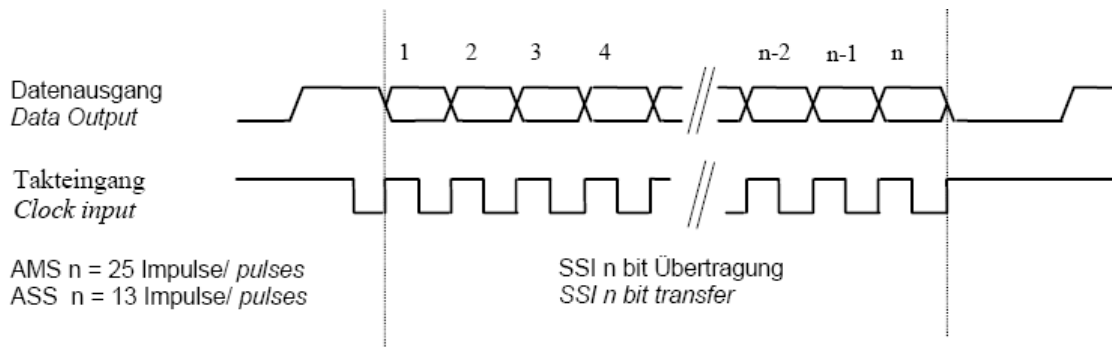 1 2 3 4 n-2 n-1 n
Datenausgang
Data Output
Takteingang
Clock input
AMS n = 25 Impulse/ pulses
ASS n = 13 Impulse/ pulses
SSI n bit Übertragung
SSI n bit transfer